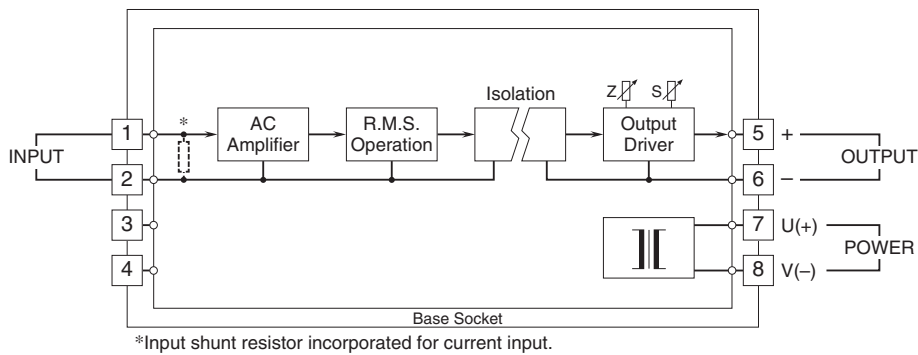 Isolation
Z S
*
1
AC
Amplifier
R.M.S.
Operation
Output
Driver
5 +
INPUT
OUTPUT
2
6 –
3
7 U(+)
POWER
4
8 V(–)
Base Socket
*Input shunt resistor incorporated for current input.